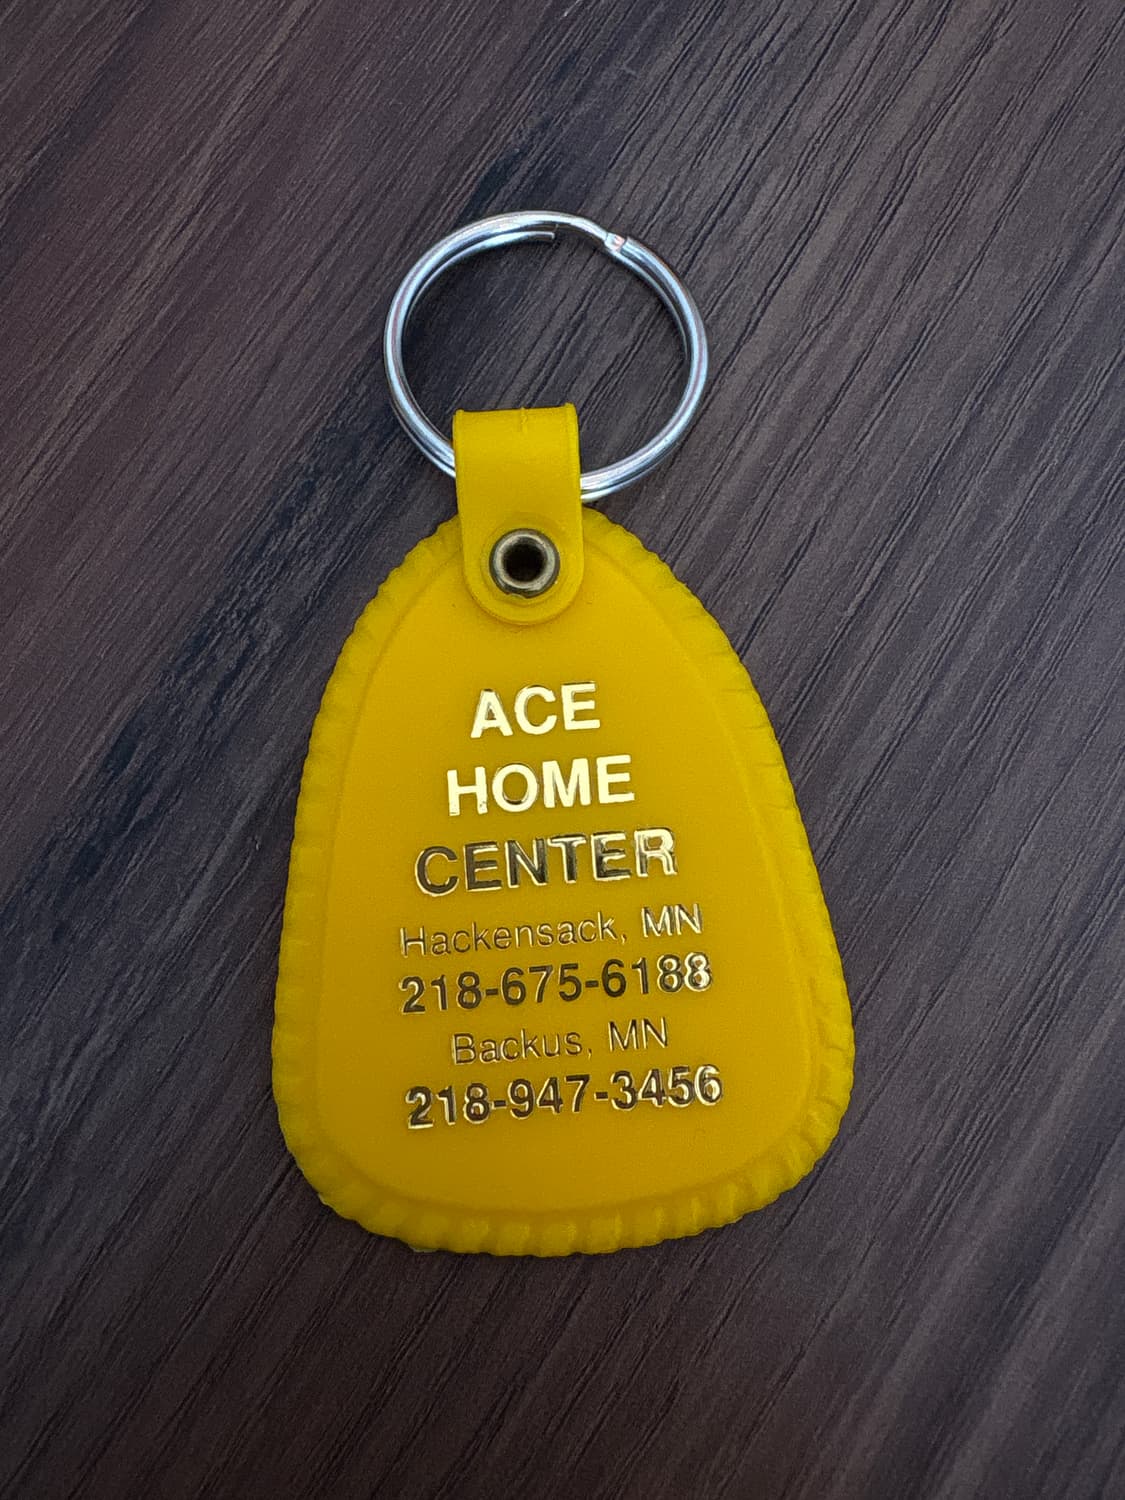 ACE
HOME
CENTER
Hackensack, MN
218-675-6188
Backus, MN
218-947-3456